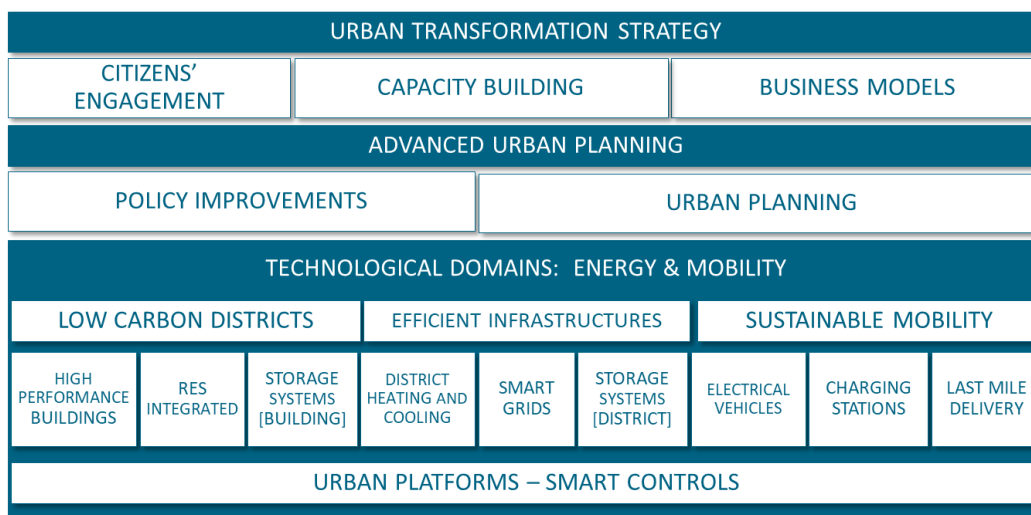 URBAN TRANSFORMATION STRATEGY
CITIZENS'
ENGAGEMENT
CAPACITY BUILDING
BUSINESS MODELS
ADVANCED URBAN PLANNING
POLICY IMPROVEMENTS
URBAN PLANNING
TECHNOLOGICAL DOMAINS: ENERGY & MOBILITY
LOW CARBON DISTRICTS
EFFICIENT INFRASTRUCTURES
SUSTAINABLE MOBILITY
HIGH
PERFORMANCE
BUILDINGS
RES
INTEGRATED
STORAGE
SYSTEMS
[BUILDING]
DISTRICT
HEATING AND
COOLING
SMART
GRIDS
STORAGE
SYSTEMS
[DISTRICT]
ELECTRICAL
VEHICLES
CHARGING
STATIONS
LAST MILE
DELIVERY
URBAN PLATFORMS – SMART CONTROLS